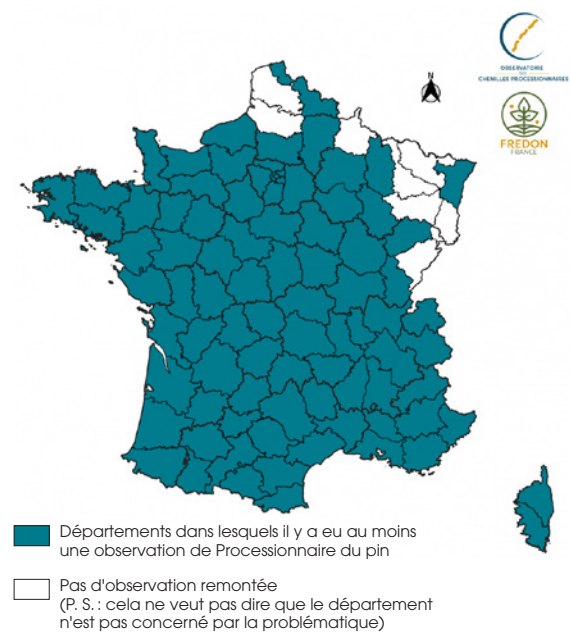 OBSERVATOIRE
DES
CHENILLES PROCESSIONNAIRES
N
FREDON
FRANCE
Départements dans lesquels il y a eu au moins
une observation de Processionnaire du pin
Pas d'observation remontée
(P. S. : cela ne veut pas dire que le département
n'est pas concerné par la problématique)